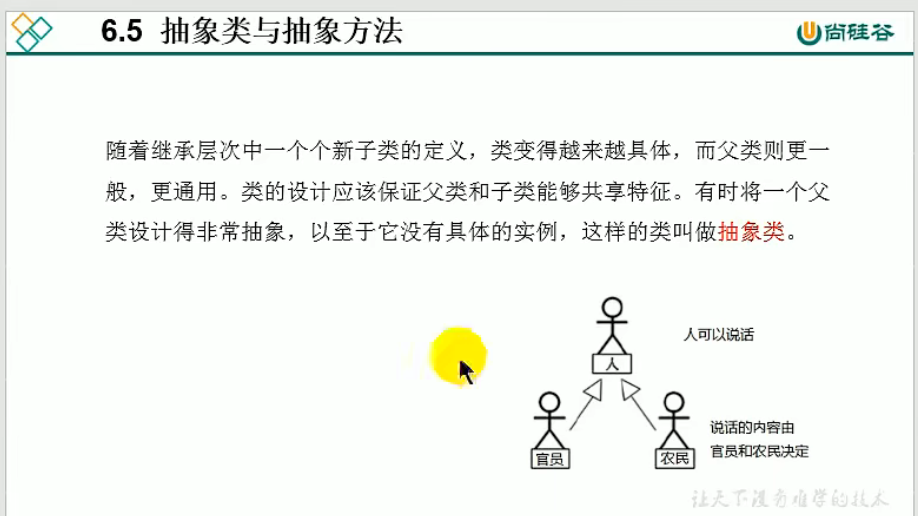 6.5 抽象类与抽象方法
尚硅谷
随着继承层次中一个个新子类的定义，类变得越来越具体，而父类则更一
般，更通用。类的设计应该保证父类和子类能够共享特征。有时将一个父
类设计得非常抽象，以至于它没有具体的实例，这样的类叫做抽象类。
人可以说话
人
说话的内容由
官员和农民决定
官员
农民
让天下没有难学的技术